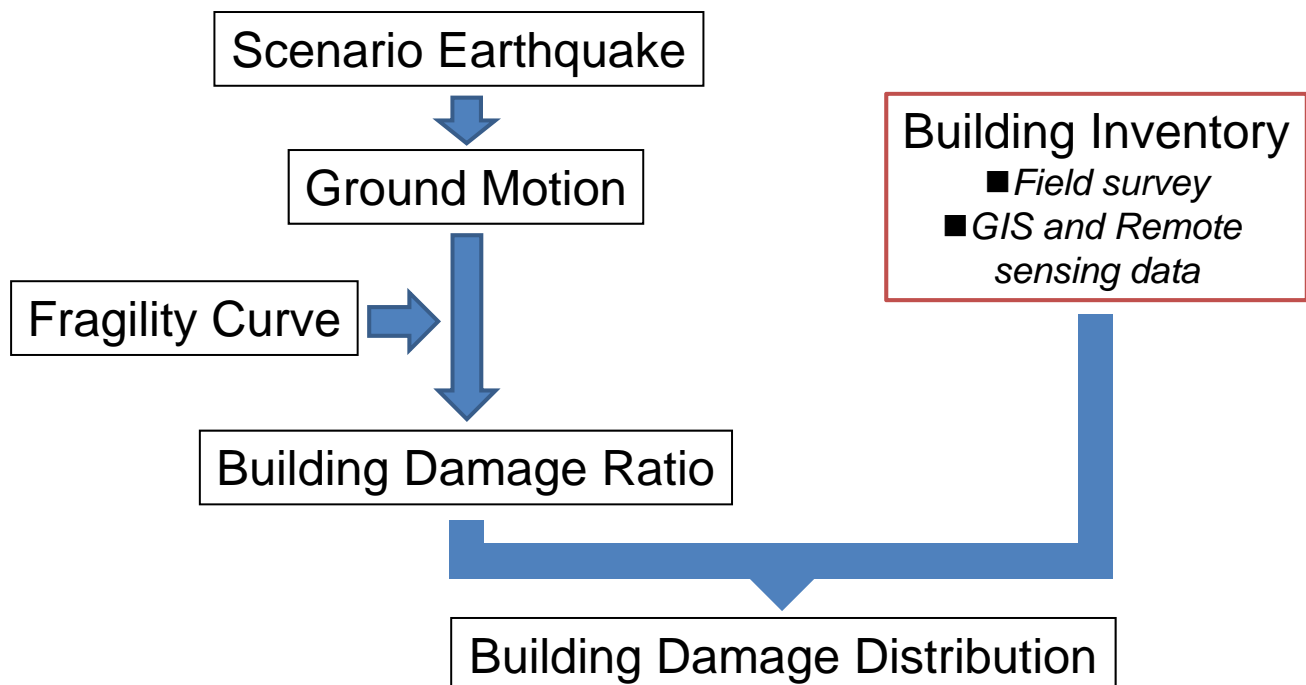 Scenario Earthquake
Ground Motion
Fragility Curve
Building Damage Ratio
Building Inventory
■Field survey
■GIS and Remote
sensing data
Building Damage Distribution